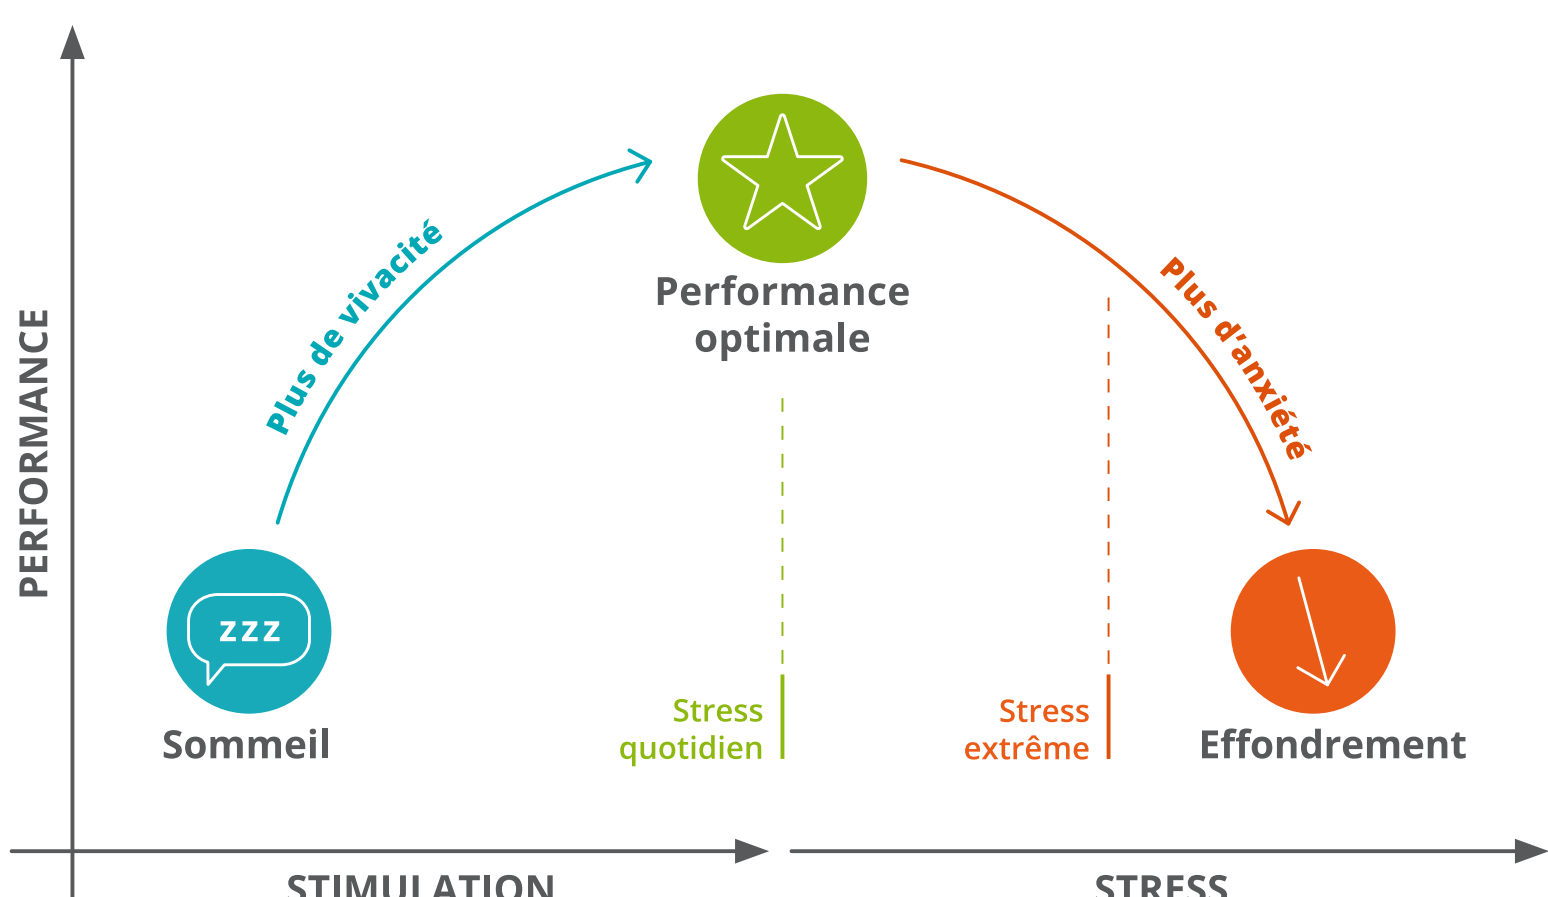 PERFORMANCE
Plus de vivacité
Performance
optimale
Plus d'anxiété
zzz
Sommeil
Stress
quotidien
Stress
extrême
Effondrement
STIMULATION
STRESS